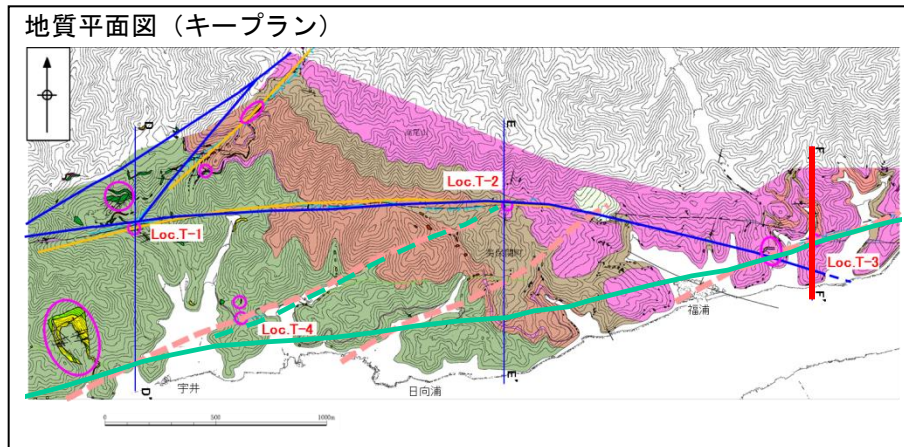 地質平面図（キープラン）
D
E
F
Loc.T-2
Loc.T-1
Loc.T-3
Loc.T-4
福浦
F'
宇井
日向浦
D'
E'
0 500 1000m